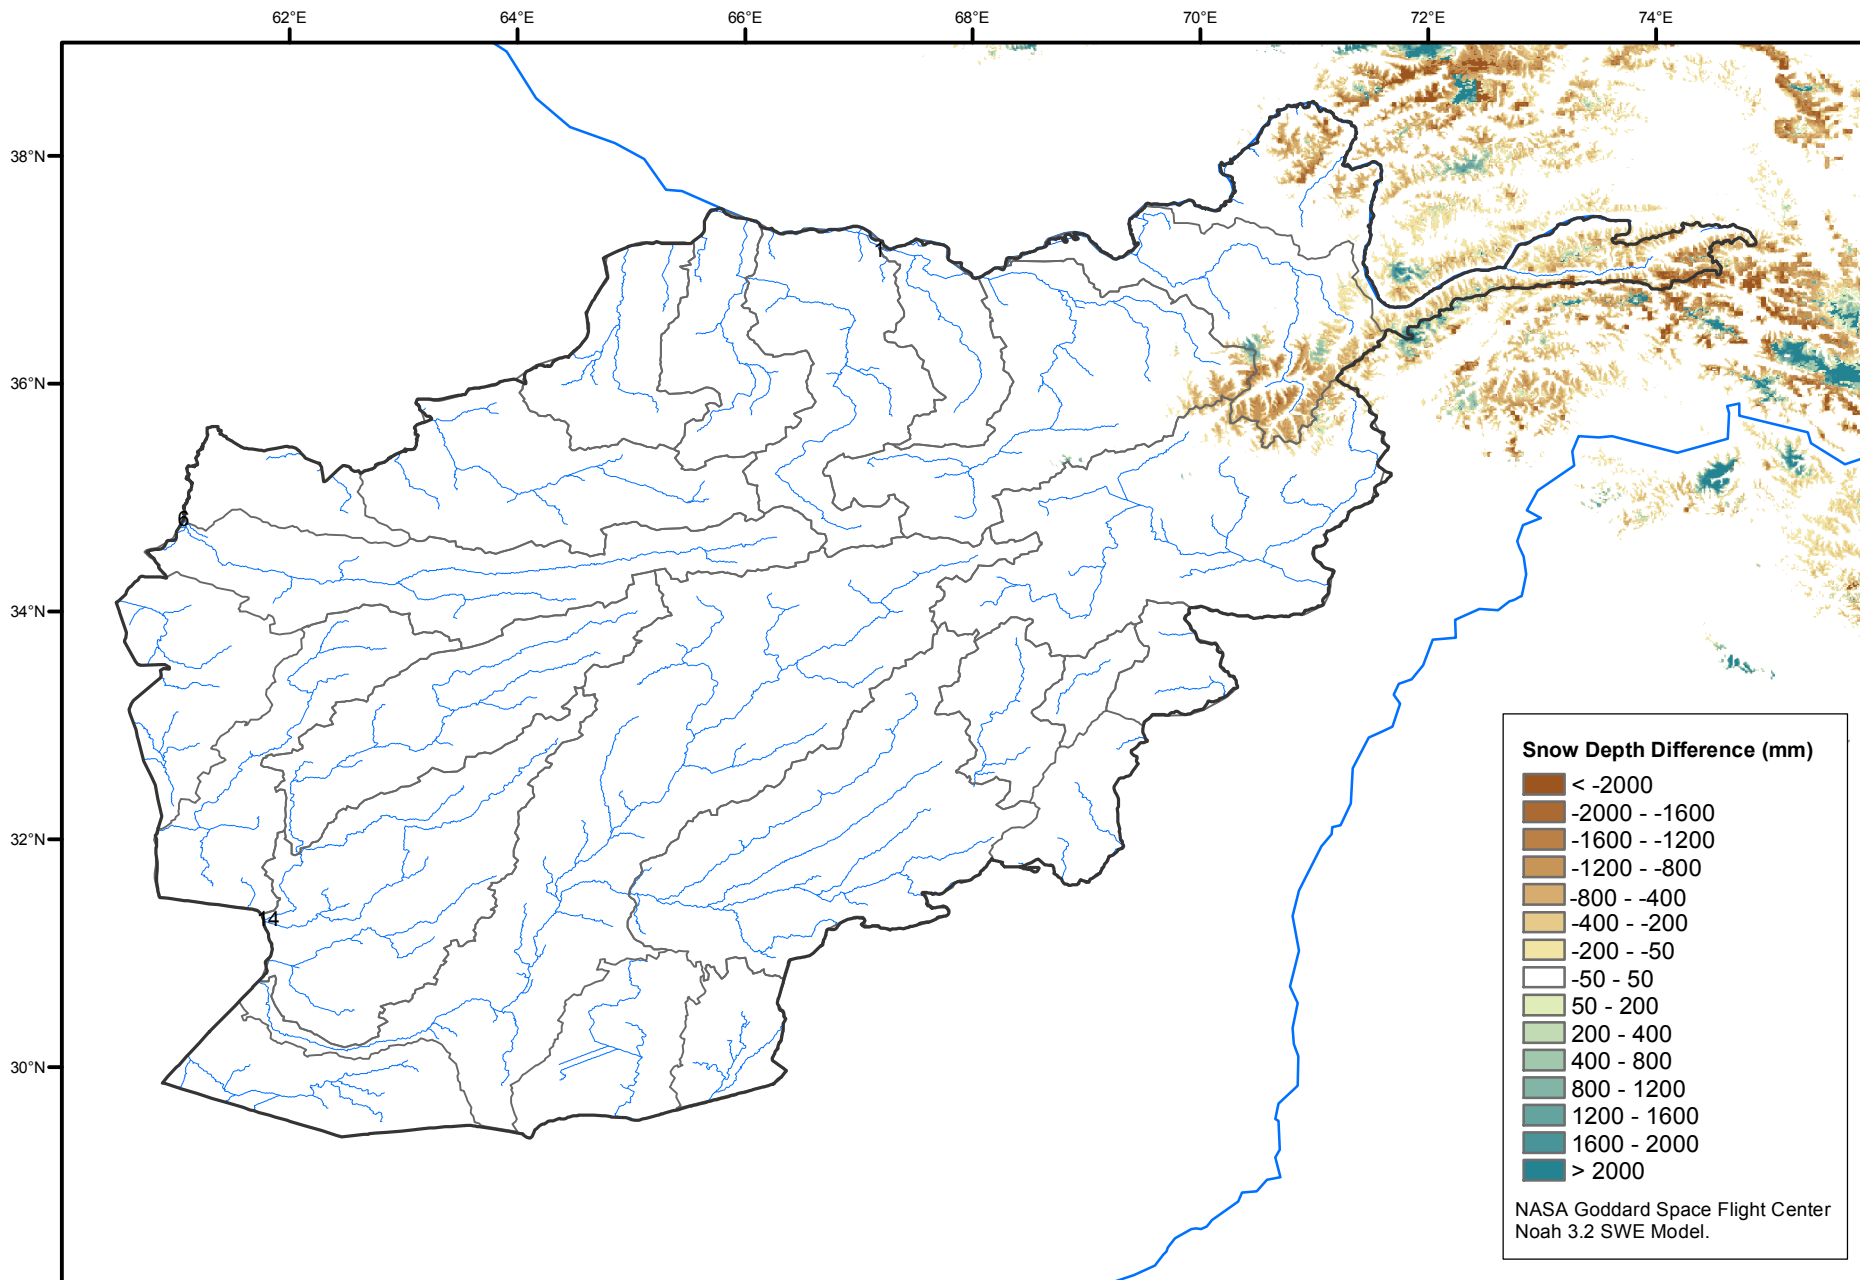 62°E 64°E 66°E 68°E 70°E 72°E 74°E
38°N
1
36°N
6
34°N
32°N
14
30°N
Snow Depth Difference (mm)
< -2000
-2000 - -1600
-1600 - -1200
-1200 - -800
-800 - -400
-400 - -200
-200 - -50
-50 - 50
50 - 200
200 - 400
400 - 800
800 - 1200
1200 - 1600
1600 - 2000
> 2000
NASA Goddard Space Flight Center
Noah 3.2 SWE Model.